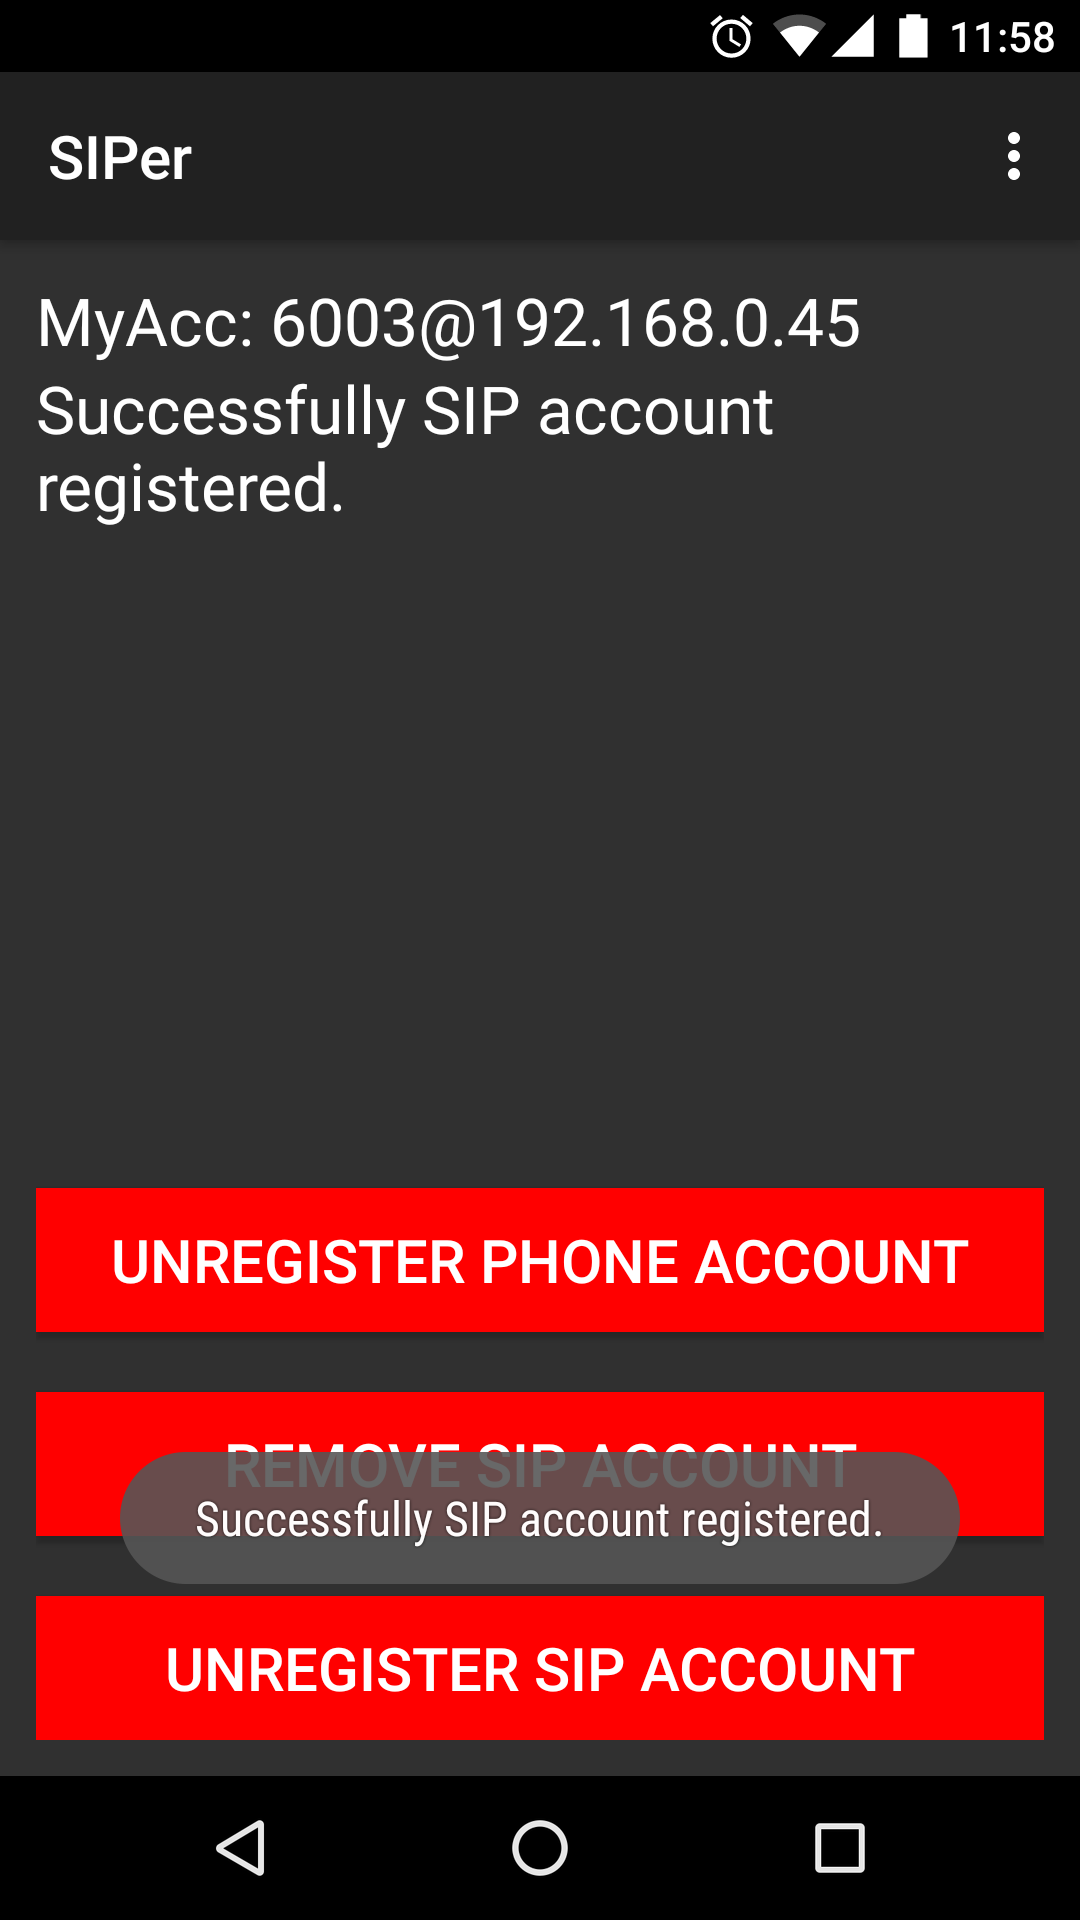 11:58
SIPer
MyAcc: 6003@192.168.0.45
Successfully SIP account
registered.
UNREGISTER PHONE ACCOUNT
REMOVE SIP ACCOUNT
Successfully SIP account registered.
UNREGISTER SIP ACCOUNT